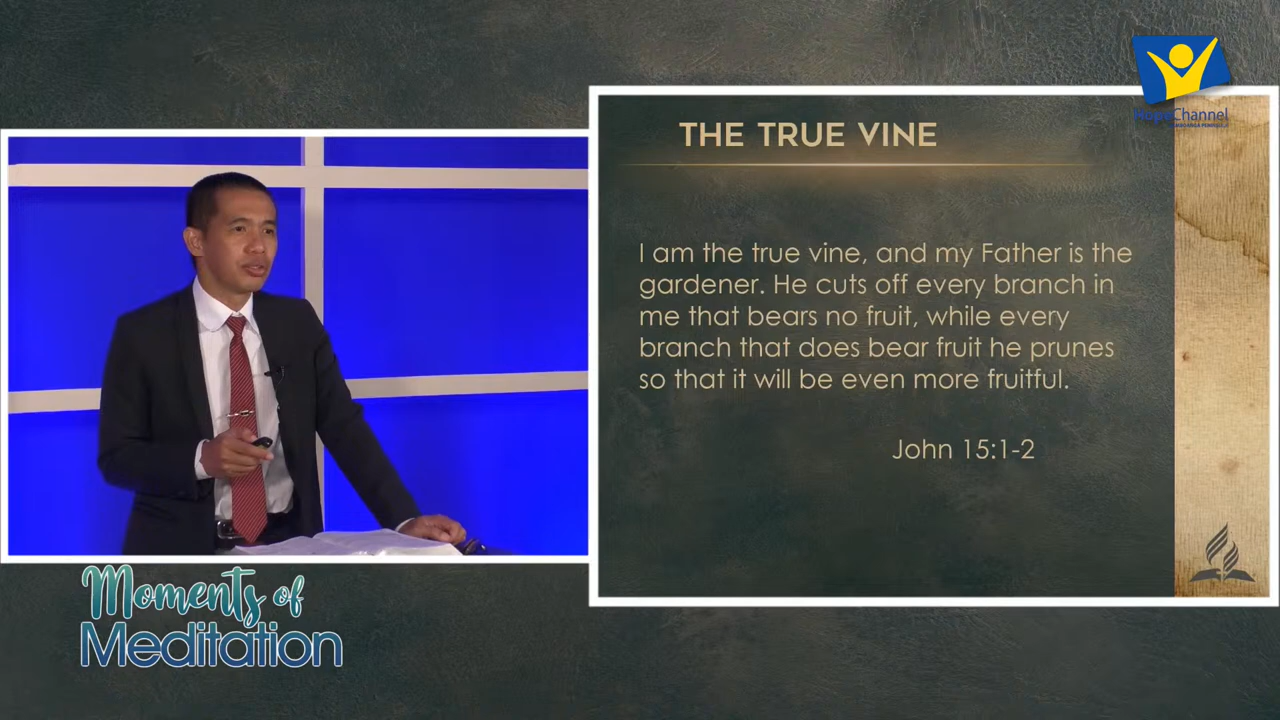 HopeChannel
THE TRUE VINE
I am the true vine, and my Father is the
gardener. He cuts off every branch in
me that bears no fruit, while every
branch that does bear fruit he prunes
so that it will be even more fruitful.
John 15:1-2
Moments of
Meditation